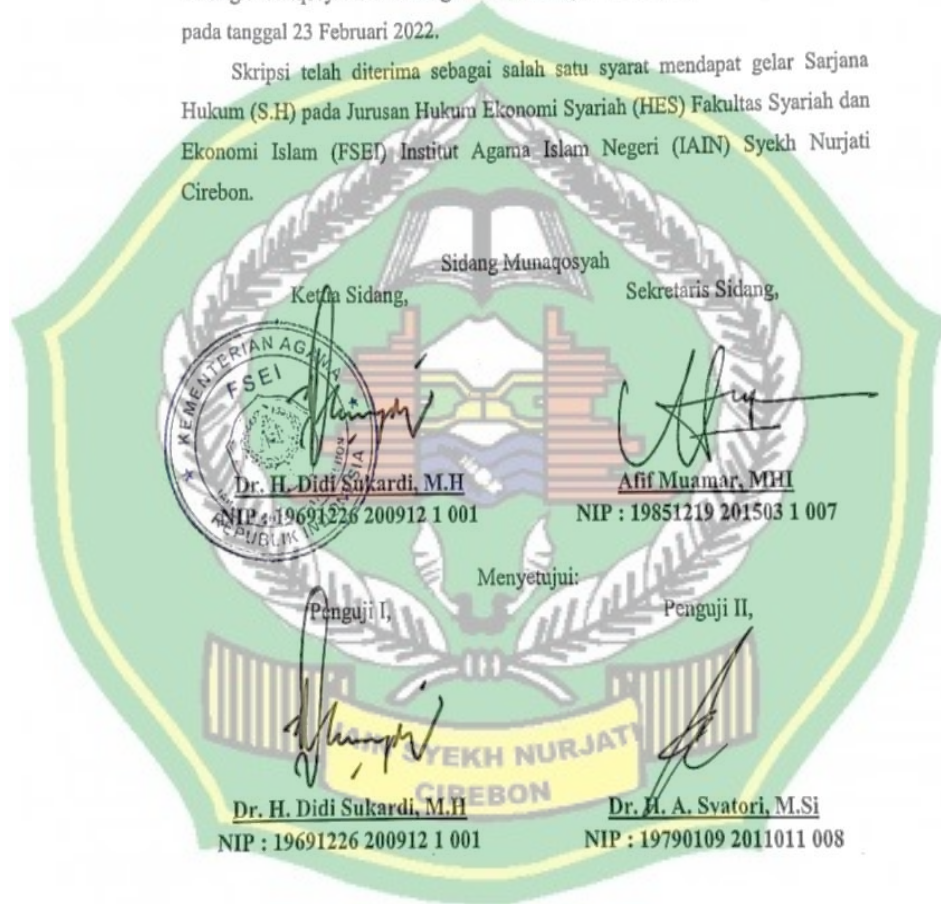 pada tanggal 23 Februari 2022.
Skripsi telah diterima sebagai salah satu syarat mendapat gelar Sarjana
Hukum (S.H) pada Jurusan Hukum Ekonomi Syariah (HES) Fakultas Syariah dan
Ekonomi Islam (FSEI) Institut Agama Islam Negeri (IAIN) Syekh Nurjati
Cirebon.
Sidang Munaqosyah
Ketua Sidang,
Sekretaris Sidang,
KEMENTERIAN AGAMA
FSEI
REPUBLIK INDONESIA
Dr. H. Didi Sukardi, M.H
Afif Muamar, MHI
NIP : 19691226 200912 1 001
NIP : 19851219 201503 1 007
Menyetujui:
Penguji I,
Penguji II,
IAIN SYEKH NURJATI
CIREBON
Dr. H. Didi Sukardi, M.H
Dr. H. A. Syatori, M.Si
NIP : 19691226 200912 1 001
NIP : 19790109 2011011 008